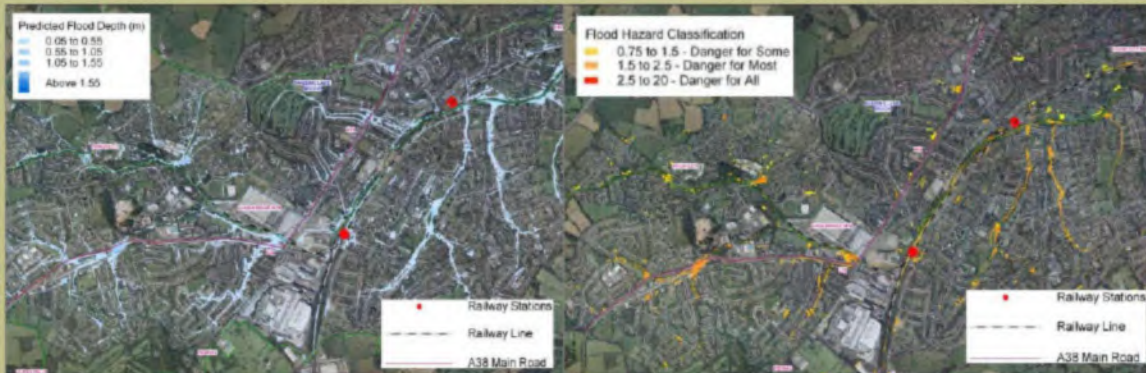 Predicted Flood Depth (m)
0.05 to 0.55
0.55 to 1.05
1.05 to 1.55
Above 1.55
Railway Stations
Railway Line
A38 Main Road
Flood Hazard Classification
0.75 to 1.5 - Danger for Some
1.5 to 2.5 - Danger for Most
2.5 to 20 - Danger for All
Railway Stations
Railway Line
A38 Main Road